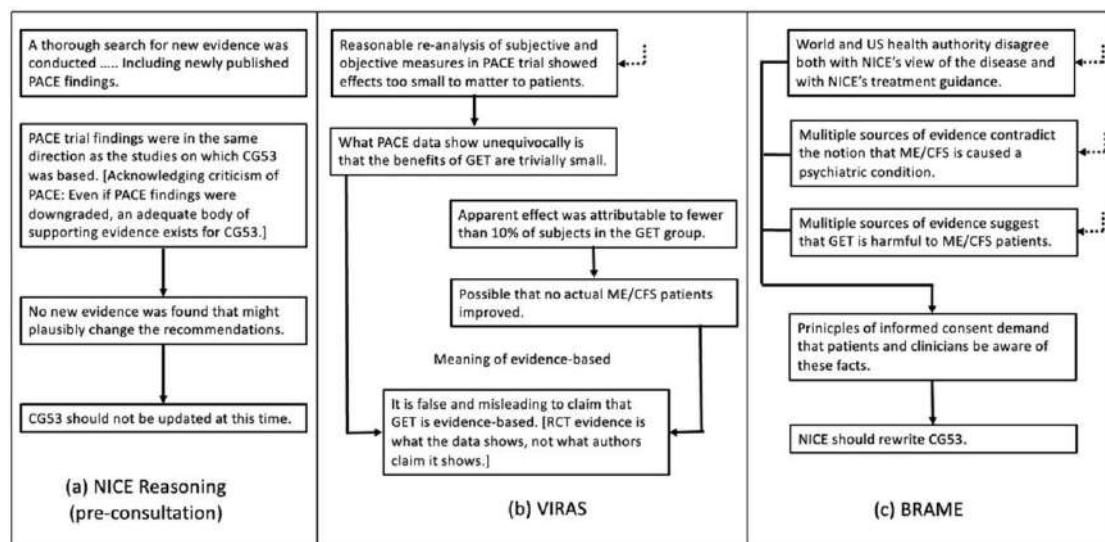 A thorough search for new evidence was
conducted ..... Including newly published
PACE findings.
PACE trial findings were in the same
direction as the studies on which CG53
was based. [Acknowledging criticism of
PACE: Even if PACE findings were
downgraded, an adequate body of
supporting evidence exists for CG53.]
No new evidence was found that might
plausibly change the recommendations.
CG53 should not be updated at this time.
(a) NICE Reasoning
(pre-consultation)
Reasonable re-analysis of subjective and
objective measures in PACE trial showed
effects too small to matter to patients.
What PACE data show unequivocally is
that the benefits of GET are trivially small.
Apparent effect was attributable to fewer
than 10% of subjects in the GET group.
Possible that no actual ME/CFS patients
improved.
Meaning of evidence-based
It is false and misleading to claim that
GET is evidence-based. [RCT evidence is
what the data shows, not what authors
claim it shows.]
(b) VIRAS
World and US health authority disagree
both with NICE's view of the disease and
with NICE's treatment guidance.
Mulitiple sources of evidence contradict
the notion that ME/CFS is caused a
psychiatric condition.
Multiple sources of evidence suggest
that GET is harmful to ME/CFS patients.
Prinicples of informed consent demand
that patients and clinicians be aware of
these facts.
NICE should rewrite CG53.
(c) BRAME